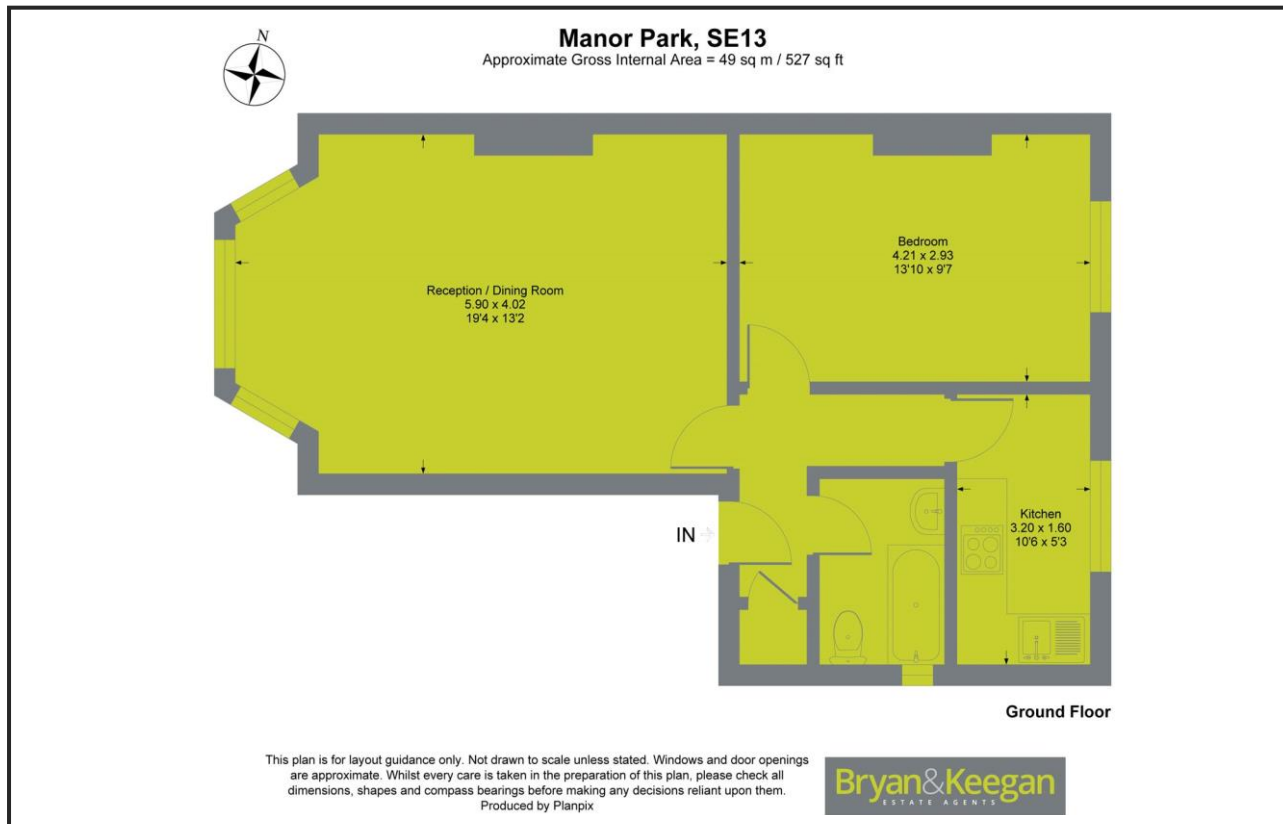 N
Manor Park, SE13
Approximate Gross Internal Area = 49 sq m / 527 sq ft
Bedroom
4.21 x 2.93
13'10 x 9'7
Reception / Dining Room
5.90 x 4.02
19'4 x 13'2
Kitchen
3.20 x 1.60
10'6 x 5'3
IN
Ground Floor
This plan is for layout guidance only. Not drawn to scale unless stated. Windows and door openings
are approximate. Whilst every care is taken in the preparation of this plan, please check all
dimensions, shapes and compass bearings before making any decisions reliant upon them.
Produced by Planpix
Bryan&Keegan
ESTATE AGENTS